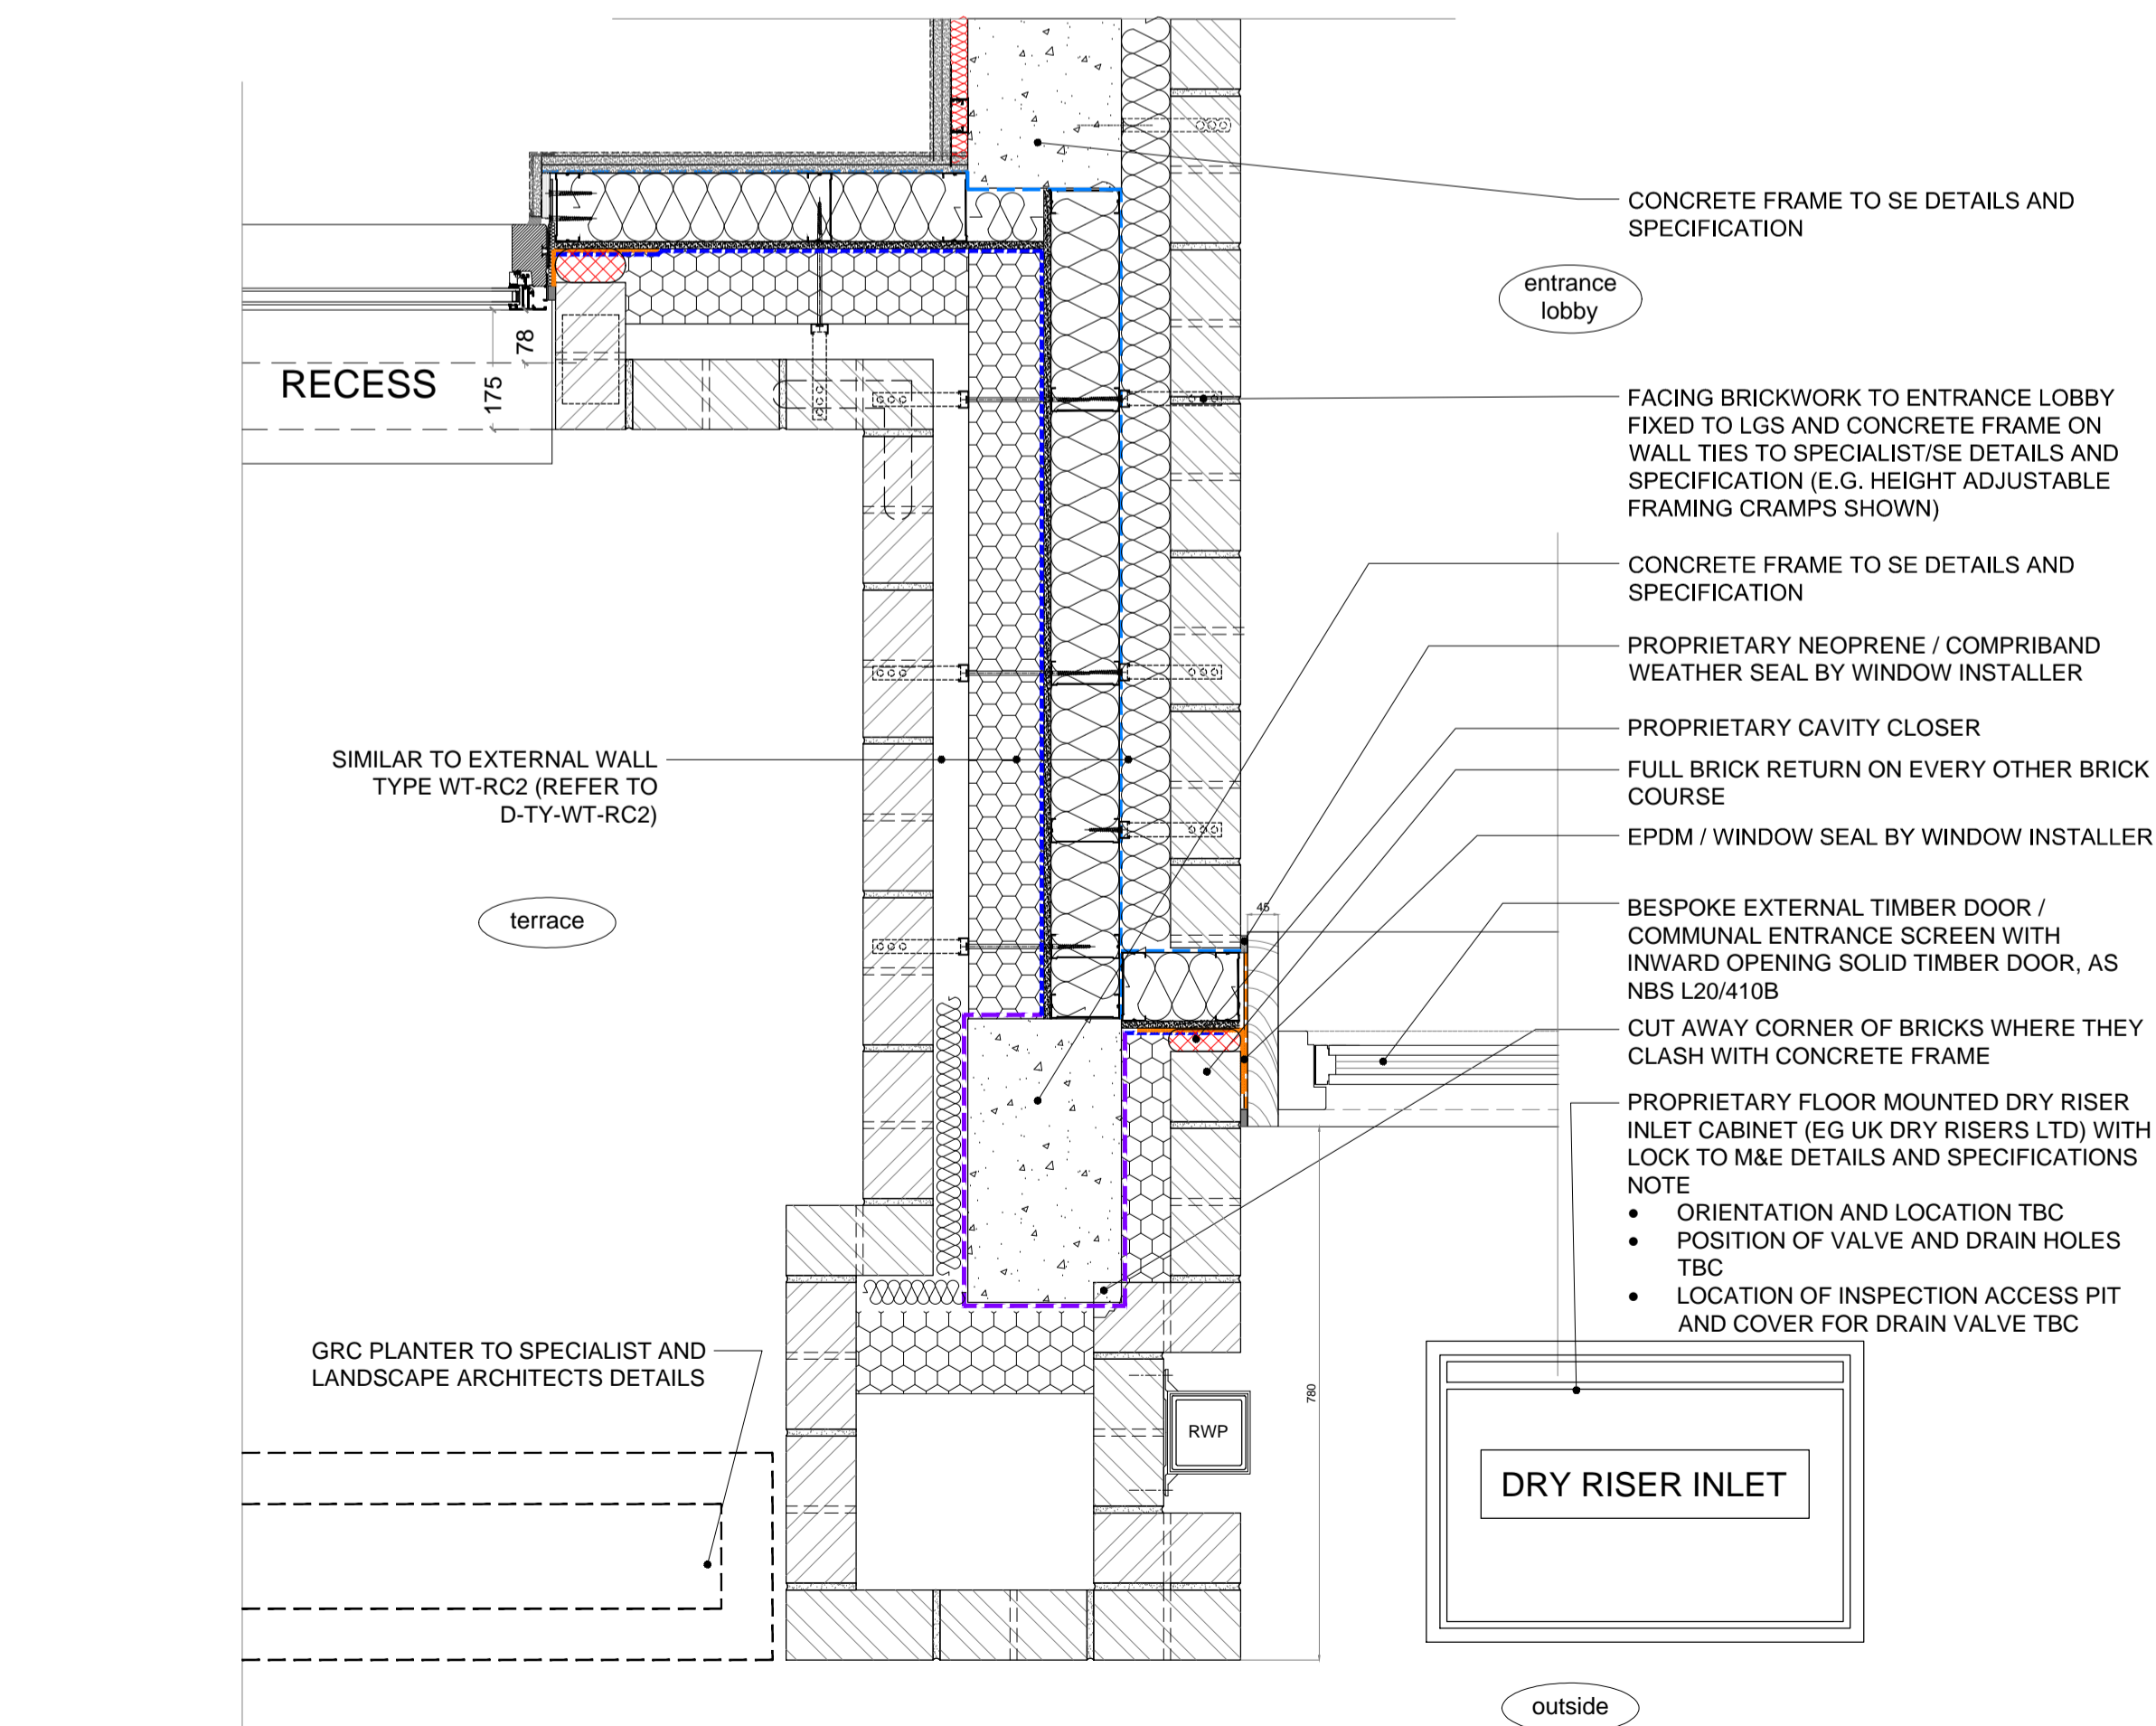 CONCRETE FRAME TO SE DETAILS AND
SPECIFICATION
entrance
lobby
78
175
RECESS
FACING BRICKWORK TO ENTRANCE LOBBY
FIXED TO LGS AND CONCRETE FRAME ON
WALL TIES TO SPECIALIST/SE DETAILS AND
SPECIFICATION (E.G. HEIGHT ADJUSTABLE
FRAMING CRAMPS SHOWN)
CONCRETE FRAME TO SE DETAILS AND
SPECIFICATION
PROPRIETARY NEOPRENE / COMPRIBAND
WEATHER SEAL BY WINDOW INSTALLER
PROPRIETARY CAVITY CLOSER
FULL BRICK RETURN ON EVERY OTHER BRICK
COURSE
EPDM / WINDOW SEAL BY WINDOW INSTALLER
SIMILAR TO EXTERNAL WALL
TYPE WT-RC2 (REFER TO
D-TY-WT-RC2)
terrace
45
BESPOKE EXTERNAL TIMBER DOOR /
COMMUNAL ENTRANCE SCREEN WITH
INWARD OPENING SOLID TIMBER DOOR, AS
NBS L20/410B
CUT AWAY CORNER OF BRICKS WHERE THEY
CLASH WITH CONCRETE FRAME
PROPRIETARY FLOOR MOUNTED DRY RISER
INLET CABINET (EG UK DRY RISERS LTD) WITH
LOCK TO M&E DETAILS AND SPECIFICATIONS
NOTE
• ORIENTATION AND LOCATION TBC
• POSITION OF VALVE AND DRAIN HOLES
TBC
• LOCATION OF INSPECTION ACCESS PIT
AND COVER FOR DRAIN VALVE TBC
GRC PLANTER TO SPECIALIST AND
LANDSCAPE ARCHITECTS DETAILS
780
RWP
DRY RISER INLET
outside